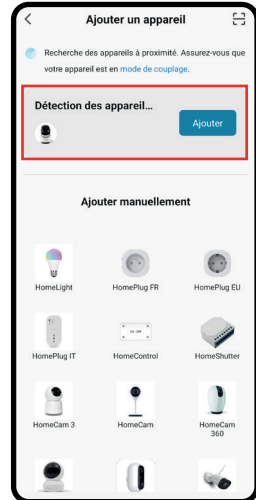 Ajouter un appareil
Recherche des appareils à proximité. Assurez-vous que
votre appareil est en mode de couplage.
Détection des appareil...
Ajouter
Ajouter manuellement
HomeLight
HomePlug FR
HomePlug EU
HomePlug IT
HomeControl
HomeShutter
HomeCam 3
HomeCam
HomeCam
360